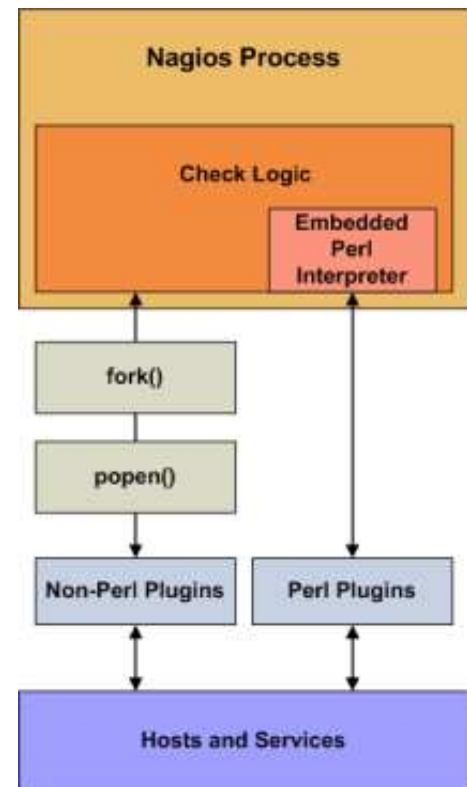 Nagios Process
Check Logic
Embedded
Perl
Interpreter
fork()
popen()
Non-Perl Plugins
Perl Plugins
Hosts and Services